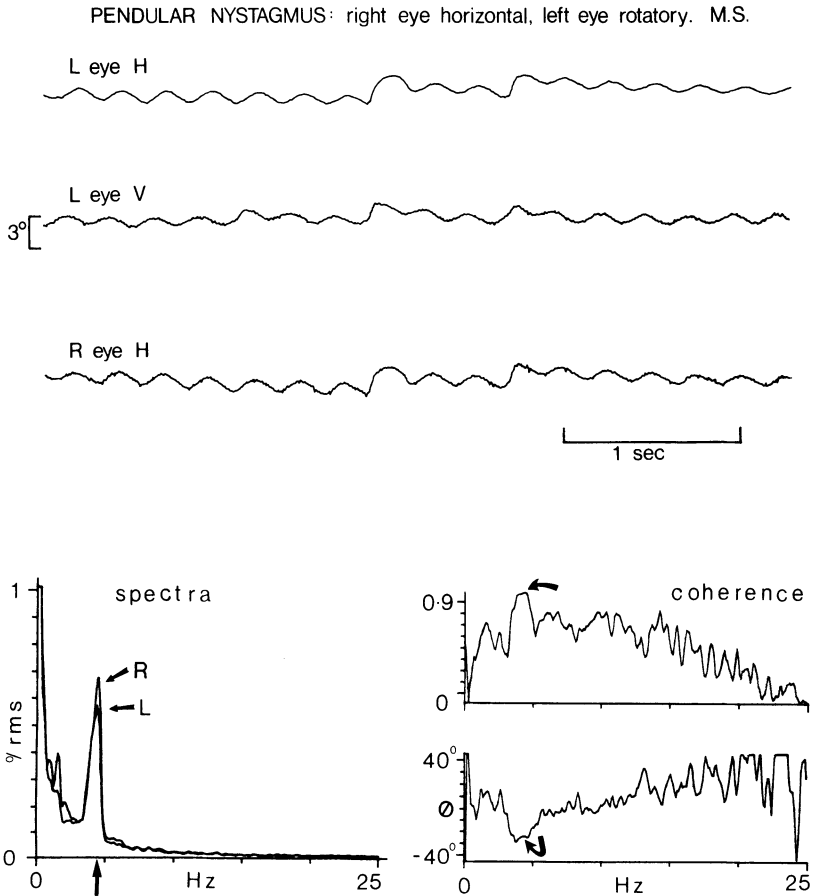 PENDULAR NYSTAGMUS: right eye horizontal, left eye rotatory. M.S.
L eye H
L eye V
3°
R eye H
1 sec
spectra
1
R
L
% rms
0
0 Hz 25
coherence
0·9
0
40°
Ø
-40°
0 Hz 25